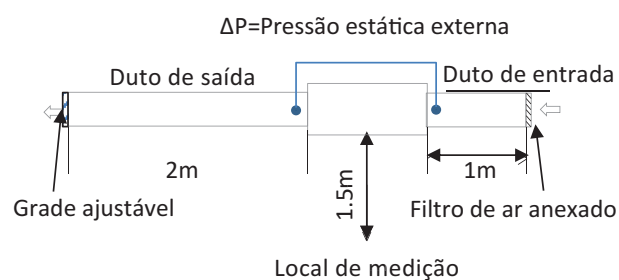 ΔP=Pressão estática externa
Duto de saída
Duto de entrada
2m
1.5m
1m
Grade ajustável
Filtro de ar anexado
Local de medição